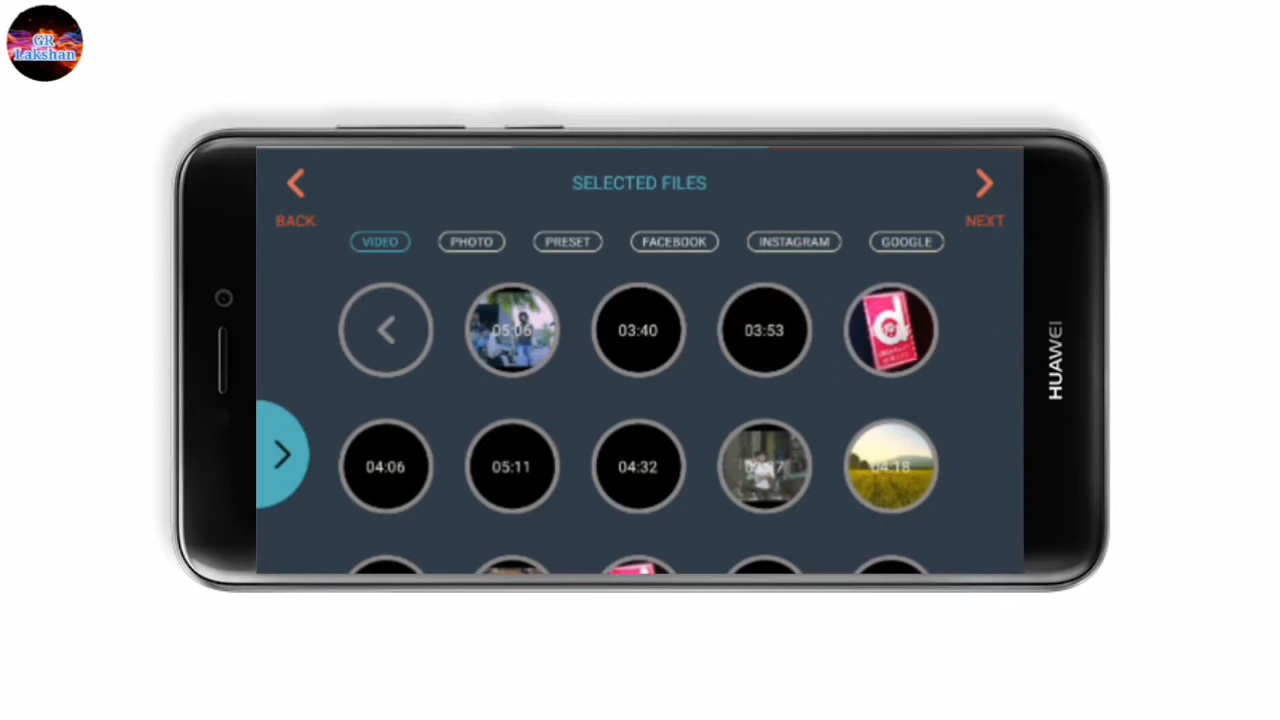 GR
Lakshan
SELECTED FILES
BACK
NEXT
VIDEO PHOTO PRESET FACEBOOK INSTAGRAM GOOGLE
05:06 03:40 03:53
d
04:06 05:11 04:32 04:18
HUAWEI